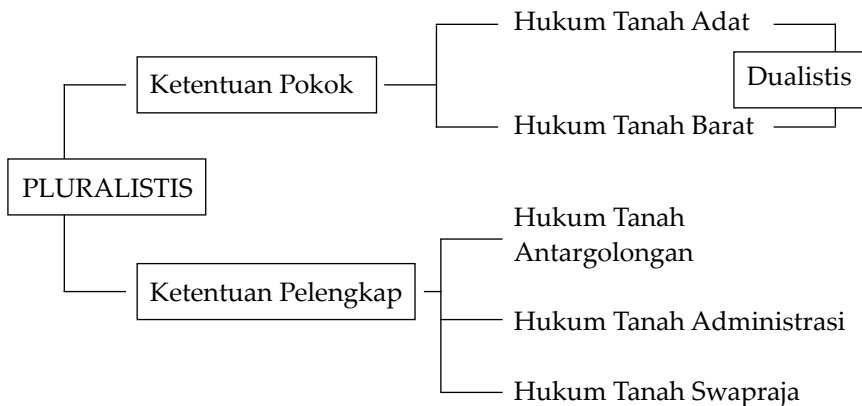 Hukum Tanah Adat
Ketentuan Pokok
Dualistis
Hukum Tanah Barat
PLURALISTIS
Hukum Tanah
Antargolongan
Ketentuan Pelengkap
Hukum Tanah Administrasi
Hukum Tanah Swapraja